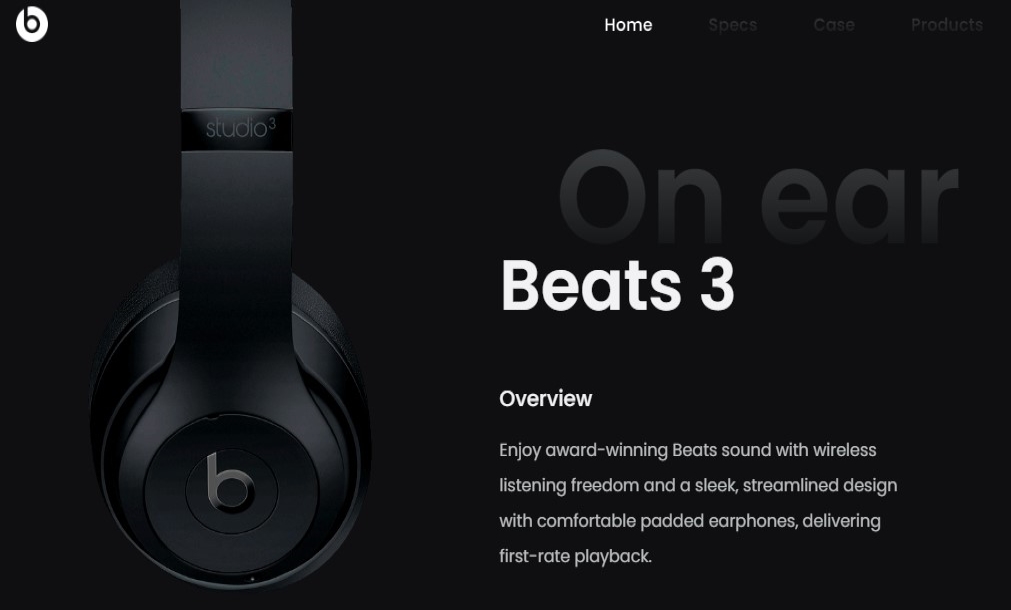 Home Specs Case Products
studio³
On ear
Beats 3
Overview
Enjoy award-winning Beats sound with wireless
listening freedom and a sleek, streamlined design
with comfortable padded earphones, delivering
first-rate playback.